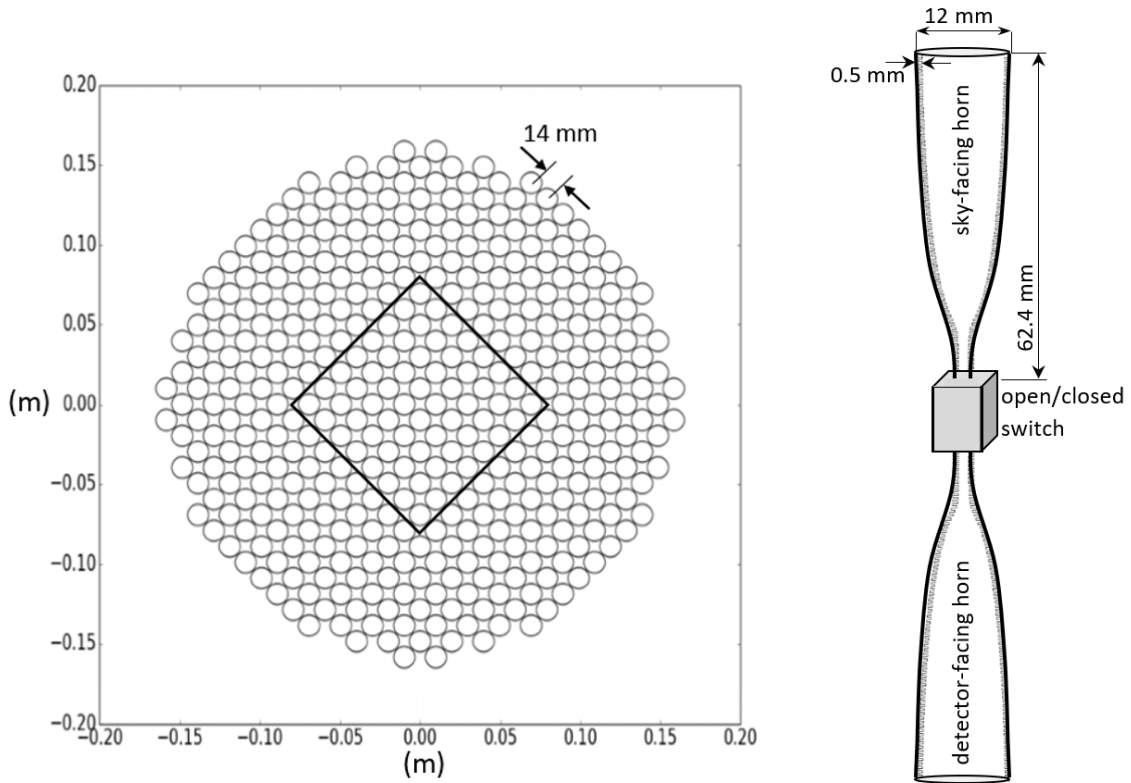 14 mm
0.20
0.15
0.10
0.05
0.00
−0.05
−0.10
−0.15
−0.20
(m)
−0.20
−0.15
−0.10
−0.05
0.00
0.05
0.10
0.15
0.20
(m)
12 mm
0.5 mm
sky-facing horn
62.4 mm
open/closed
switch
detector-facing horn